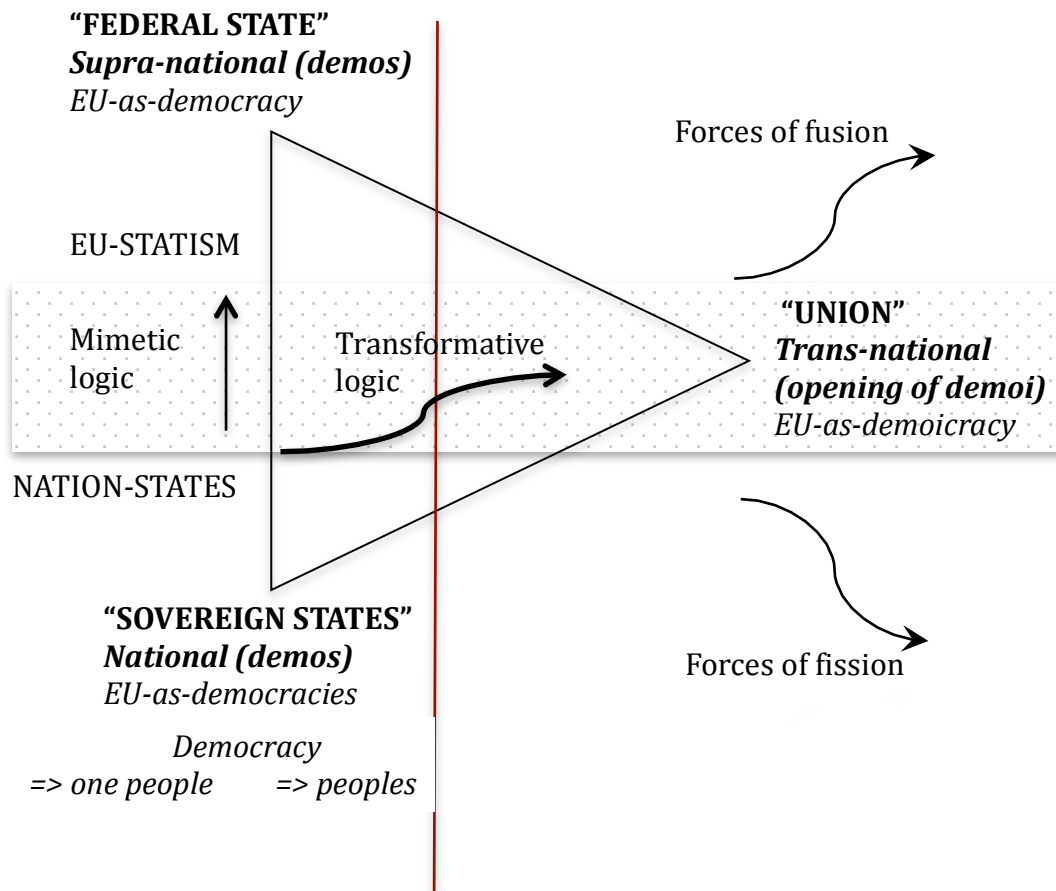 “FEDERAL STATE”
Supra-national (demos)
EU-as-democracy
Forces of fusion
EU-STATISM
Mimetic
logic
Transformative
logic
“UNION”
Trans-national
(opening of demoi)
EU-as-demoicracy
NATION-STATES
“SOVEREIGN STATES”
National (demos)
EU-as-democracies
Forces of fission
Democracy
=> one people => peoples